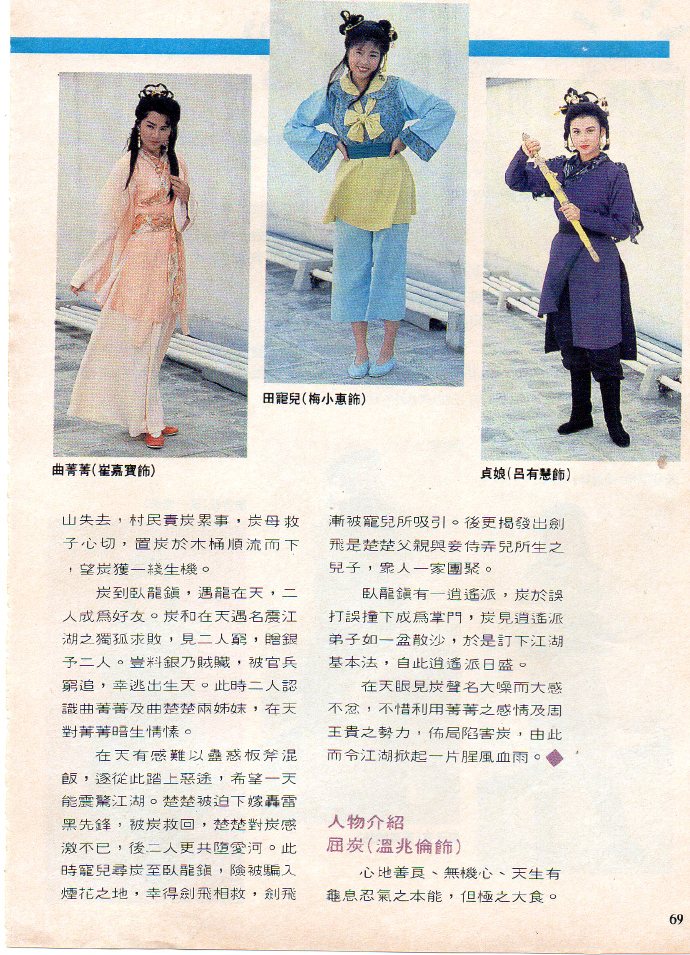 曲菁菁(崔嘉寶飾)
田寵兒(梅小惠飾)
貞娘(呂有慧飾)
山失去，村民責炭累事，炭母救
子心切，置炭於木桶順流而下
，望炭獲一綫生機。
炭到臥龍鎭，遇龍在天，二
人成爲好友。炭和在天遇名震江
湖之獨狐求敗，見二人窮，贈銀
予二人。豈料銀乃賊贓，被官兵
窮追，幸逃出生天。此時二人認
識曲菁菁及曲楚楚兩姊妹，在天
對菁菁暗生情愫。
在天有感難以蠱惑板斧混
飯，逐從此踏上惡途，希望一天
能震驚江湖。楚楚被迫下嫁轟雷
黑先鋒，被炭救回，楚楚對炭感
激不已，後二人更共墮愛河。此
時寵兒尋炭至臥龍鎭，險被騙入
煙花之地，幸得劍飛相救，劍飛
漸被寵兒所吸引。後更揭發出劍
飛是楚楚父親與妾侍弄兒所生之
兒子，衆人一家團聚。
臥龍鎭有一逍遙派，炭於誤
打誤撞下成爲掌門，炭見逍遙派
弟子如一盆散沙，於是訂下江湖
基本法，自此逍遙派日盛。
在天眼見炭聲名大噪而大感
不忿，不惜利用菁菁之感情及周
王貴之勢力，佈局陷害炭，由此
而令江湖掀起一片腥風血雨。◆
人物介紹
屈炭(溫兆倫飾)
心地善良、無機心、天生有
龜息忍氣之本能，但極之大食。
69